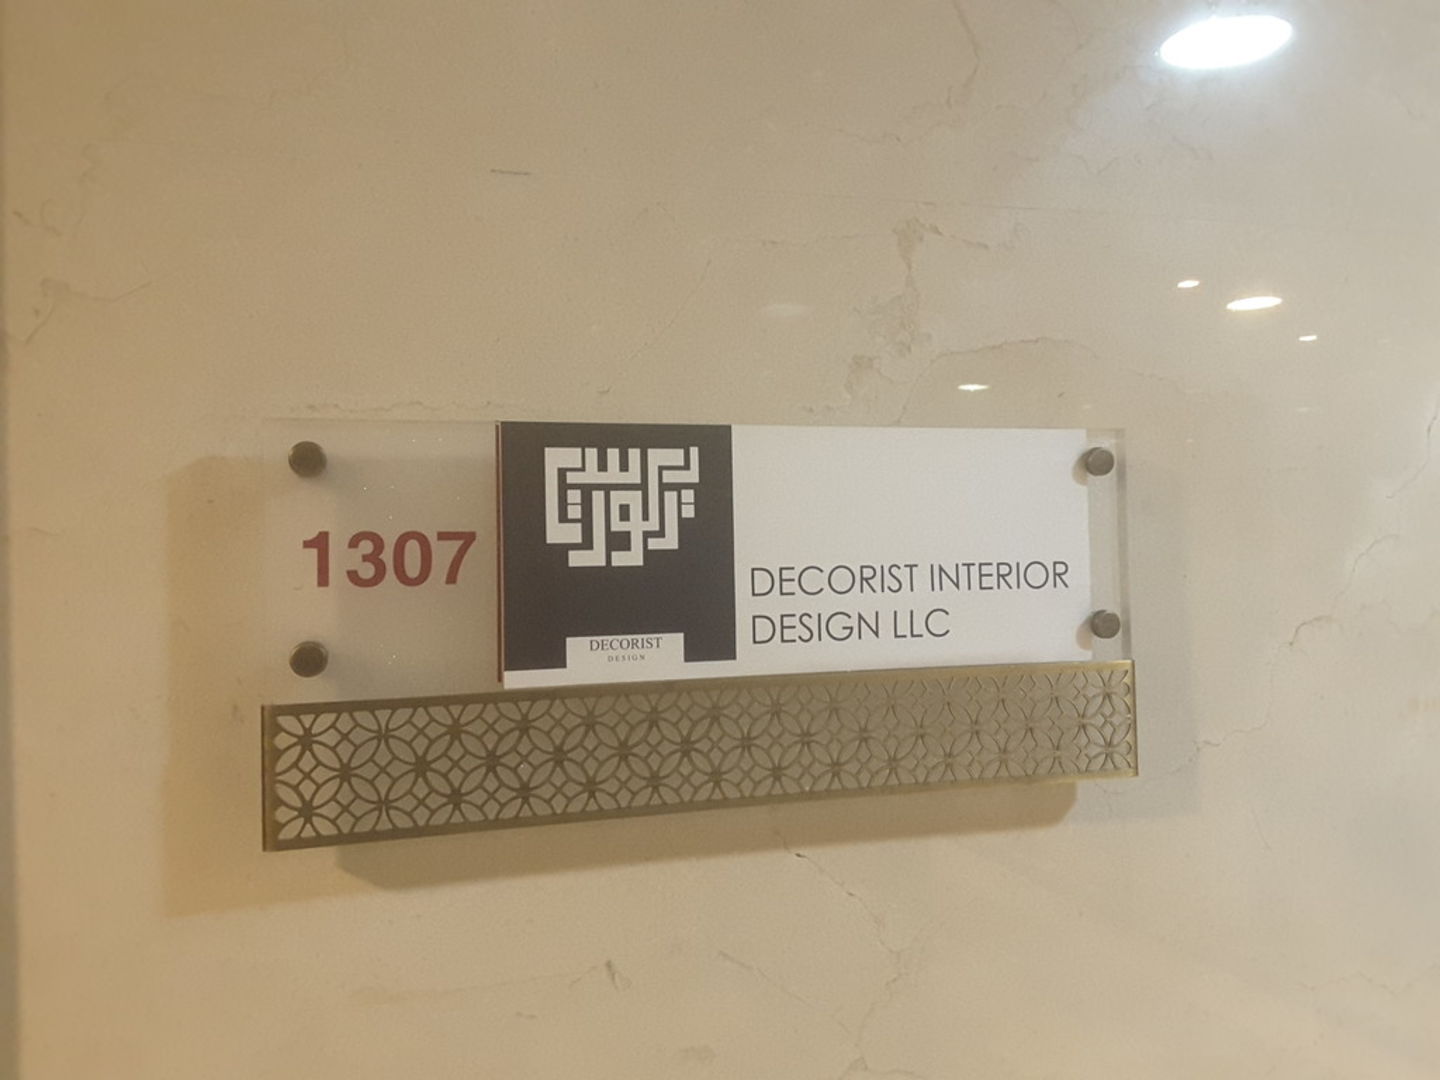 1307
DECORIST
DESIGN
DECORIST INTERIOR
DESIGN LLC